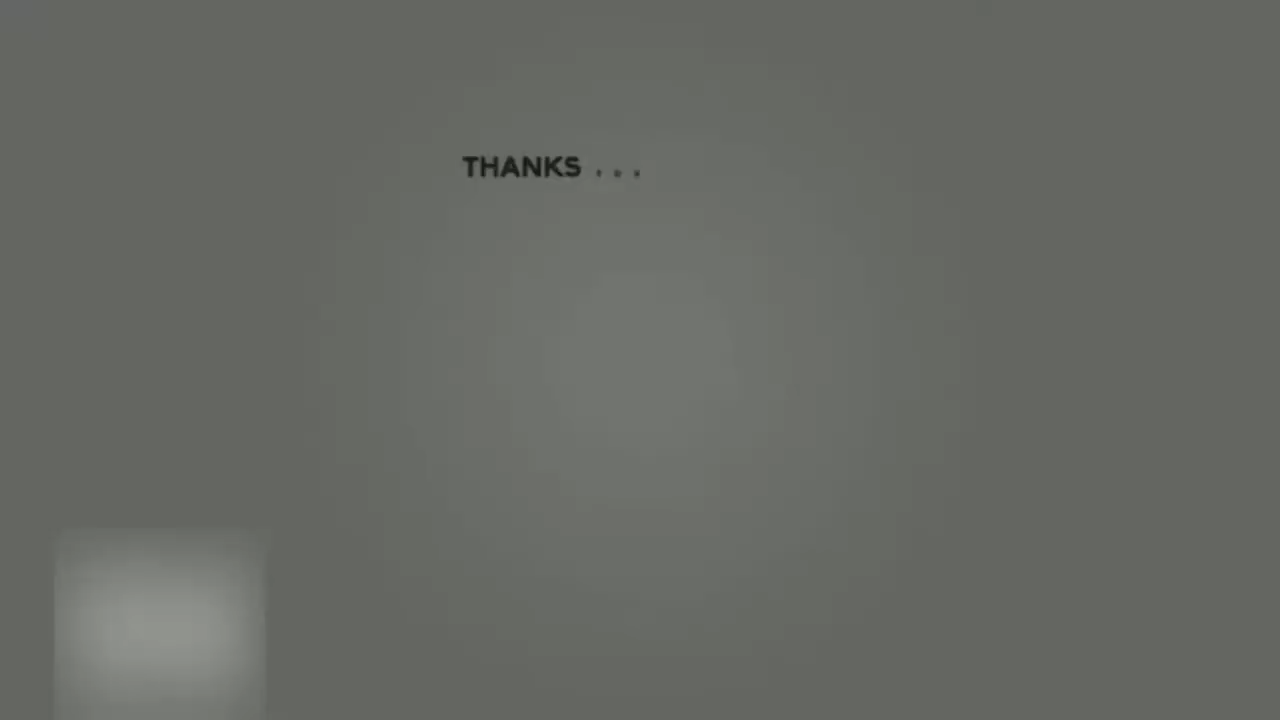 THANKS . . .